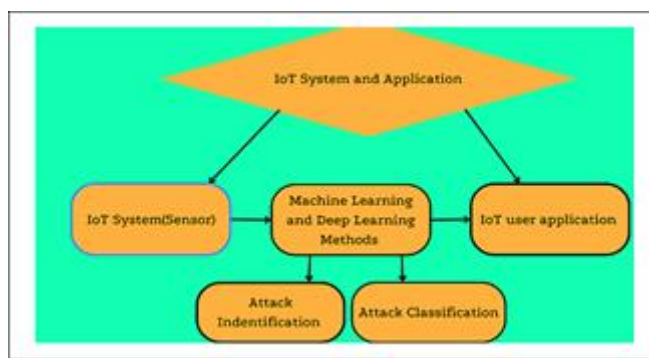 IoT System and Application
IoT System(Sensor)
Machine Learning
and Deep Learning
Methods
IoT user application
Attack
Indentification
Attack Classification